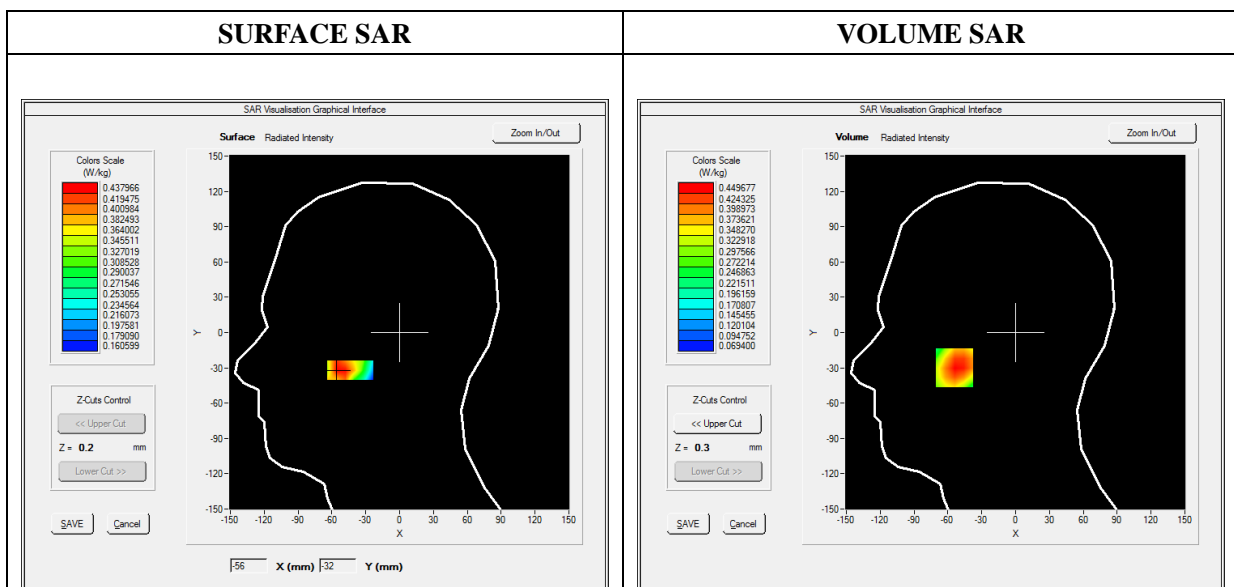 SURFACE SAR
VOLUME SAR
SAR Visualisation Graphical Interface
Surface Radiated Intensity
Zoom In/Out
Colors Scale
(W/kg)
0.437966
0.419475
0.400984
0.382493
0.364002
0.345511
0.327019
0.308528
0.290037
0.271546
0.253055
0.234564
0.216073
0.197581
0.179090
0.160599
150
120
90
60
30
0
-30
-60
-90
-120
-150
Y
-150 -120 -90 -60 -30 0 30 60 90 120 150
X
Z-Cuts Control
<< Upper Cut
Z = 0.2 mm
Lower Cut >>
SAVE Cancel
-56 X (mm) -32 Y (mm)
SAR Visualisation Graphical Interface
Volume Radiated Intensity
Zoom In/Out
Colors Scale
(W/kg)
0.449677
0.424325
0.398973
0.373621
0.348270
0.322918
0.297566
0.272214
0.246863
0.221511
0.196159
0.170807
0.145455
0.120104
0.094752
0.069400
150
120
90
60
30
0
-30
-60
-90
-120
-150
Y
-150 -120 -90 -60 -30 0 30 60 90 120 150
X
Z-Cuts Control
<< Upper Cut
Z = 0.3 mm
Lower Cut >>
SAVE Cancel